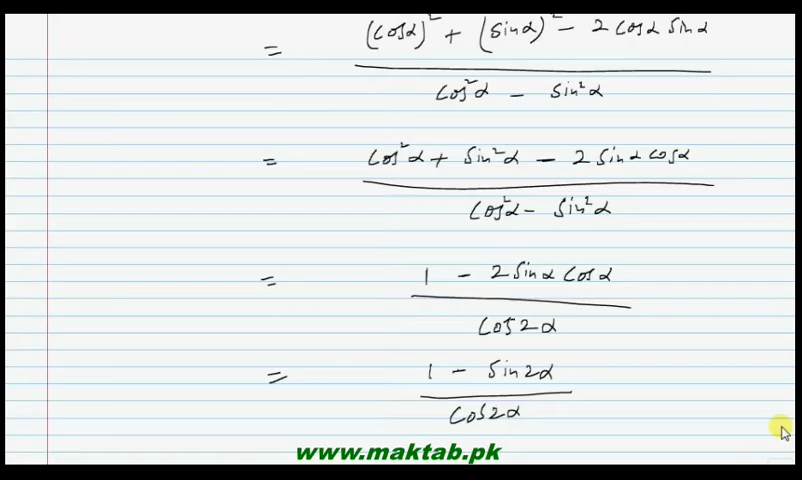 = (Cosα)² + (Sinα)² − 2 Cosα Sinα
Cos²α − Sin²α
= Cos²α + Sin²α − 2 Sinα Cosα
Cos²α − Sin²α
= 1 − 2 Sinα Cosα
Cos2α
= 1 − Sin2α
Cos2α
www.maktab.pk